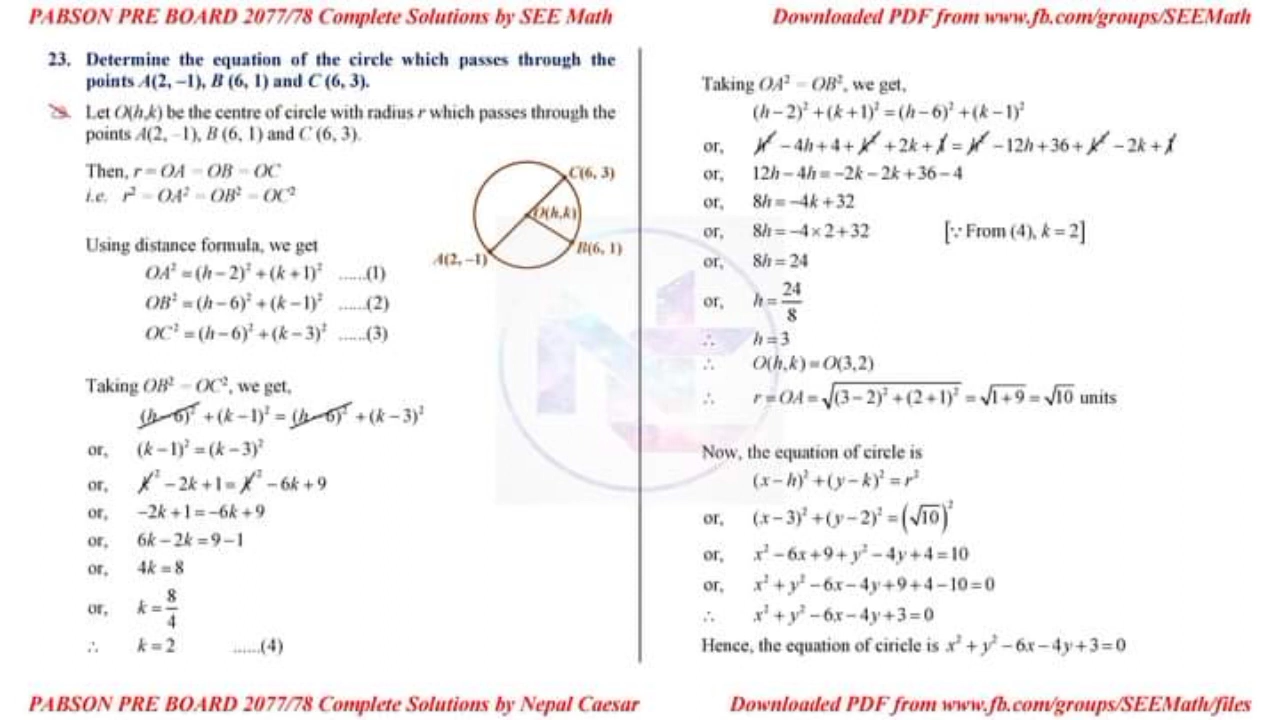 PABSON PRE BOARD 2077/78 Complete Solutions by SEE Math
Downloaded PDF from www.fb.com/groups/SEEMath
23. Determine the equation of the circle which passes through the
points A(2, –1), B (6, 1) and C (6, 3).
Let O(h,k) be the centre of circle with radius r which passes through the
points A(2, –1), B (6, 1) and C (6, 3).
Then, r = OA = OB = OC
i.e. r² = OA² = OB² = OC²
C(6, 3)
O(h,k)
B(6, 1)
A(2, –1)
Using distance formula, we get
OA² = (h – 2)² + (k + 1)² ......(1)
OB² = (h – 6)² + (k – 1)² ......(2)
OC² = (h – 6)² + (k – 3)² ......(3)
Taking OB² = OC², we get,
(h – 6)² + (k – 1)² = (h – 6)² + (k – 3)²
or, (k – 1)² = (k – 3)²
or, k² – 2k + 1 = k² – 6k + 9
or, –2k + 1 = –6k + 9
or, 6k – 2k = 9 – 1
or, 4k = 8
or, k = 8/4
∴ k = 2 ......(4)
Taking OA² = OB², we get,
(h – 2)² + (k + 1)² = (h – 6)² + (k – 1)²
or, h² – 4h + 4 + k² + 2k + 1 = h² – 12h + 36 + k² – 2k + 1
or, 12h – 4h = –2k – 2k + 36 – 4
or, 8h = –4k + 32
or, 8h = –4 × 2 + 32 [∵ From (4), k = 2]
or, 8h = 24
or, h = 24/8
∴ h = 3
∴ O(h,k) = O(3,2)
∴ r = OA = √(3 – 2)² + (2 + 1)² = √1 + 9 = √10 units
Now, the equation of circle is
(x – h)² + (y – k)² = r²
or, (x – 3)² + (y – 2)² = (√10)²
or, x² – 6x + 9 + y² – 4y + 4 = 10
or, x² + y² – 6x – 4y + 9 + 4 – 10 = 0
∴ x² + y² – 6x – 4y + 3 = 0
Hence, the equation of ciricle is x² + y² – 6x – 4y + 3 = 0
PABSON PRE BOARD 2077/78 Complete Solutions by Nepal Caesar
Downloaded PDF from www.fb.com/groups/SEEMath/files